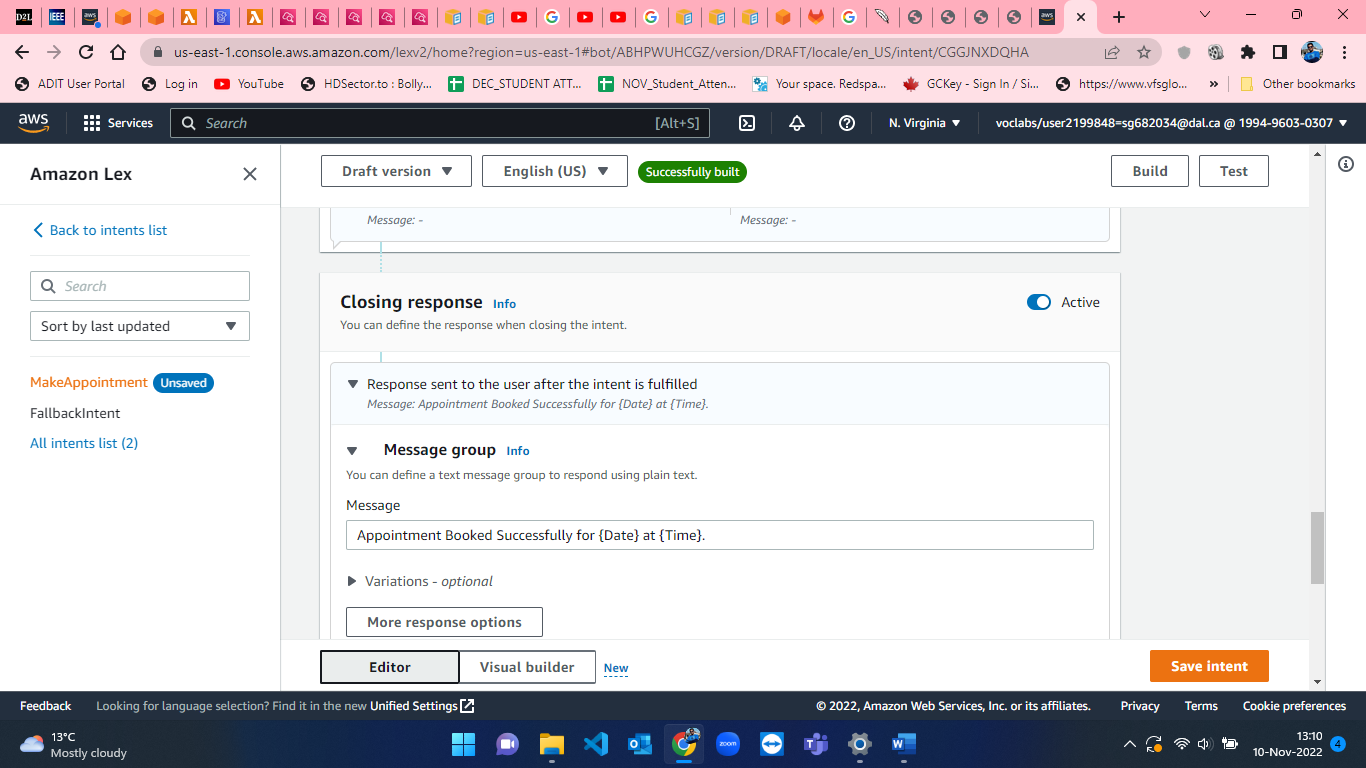 D2L
IEEE
aws
us-east-1.console.aws.amazon.com/lexv2/home?region=us-east-1#bot/ABHPWUHCGZ/version/DRAFT/locale/en_US/intent/CGGJNXDQHA
ADIT User Portal
Log in
YouTube
HDSector.to : Bolly...
DEC_STUDENT ATT...
NOV_Student_Atten...
Your space. Redspa...
GCKey - Sign In / Si...
https://www.vfsglo...
»
Other bookmarks
aws
Services
Search
[Alt+S]
N. Virginia
voclabs/user2199848=sg682034@dal.ca @ 1994-9603-0307
Amazon Lex
Draft version
English (US)
Successfully built
Build
Test
Back to intents list
Search
Sort by last updated
MakeAppointment Unsaved
FallbackIntent
All intents list (2)
Message: -
Message: -
Closing response Info
Active
You can define the response when closing the intent.
Response sent to the user after the intent is fulfilled
Message: Appointment Booked Successfully for {Date} at {Time}.
Message group Info
You can define a text message group to respond using plain text.
Message
Appointment Booked Successfully for {Date} at {Time}.
Variations - optional
More response options
Editor
Visual builder
New
Save intent
Feedback
Looking for language selection? Find it in the new Unified Settings
© 2022, Amazon Web Services, Inc. or its affiliates.
Privacy
Terms
Cookie preferences
13°C
Mostly cloudy
zoom
13:10
10-Nov-2022
4